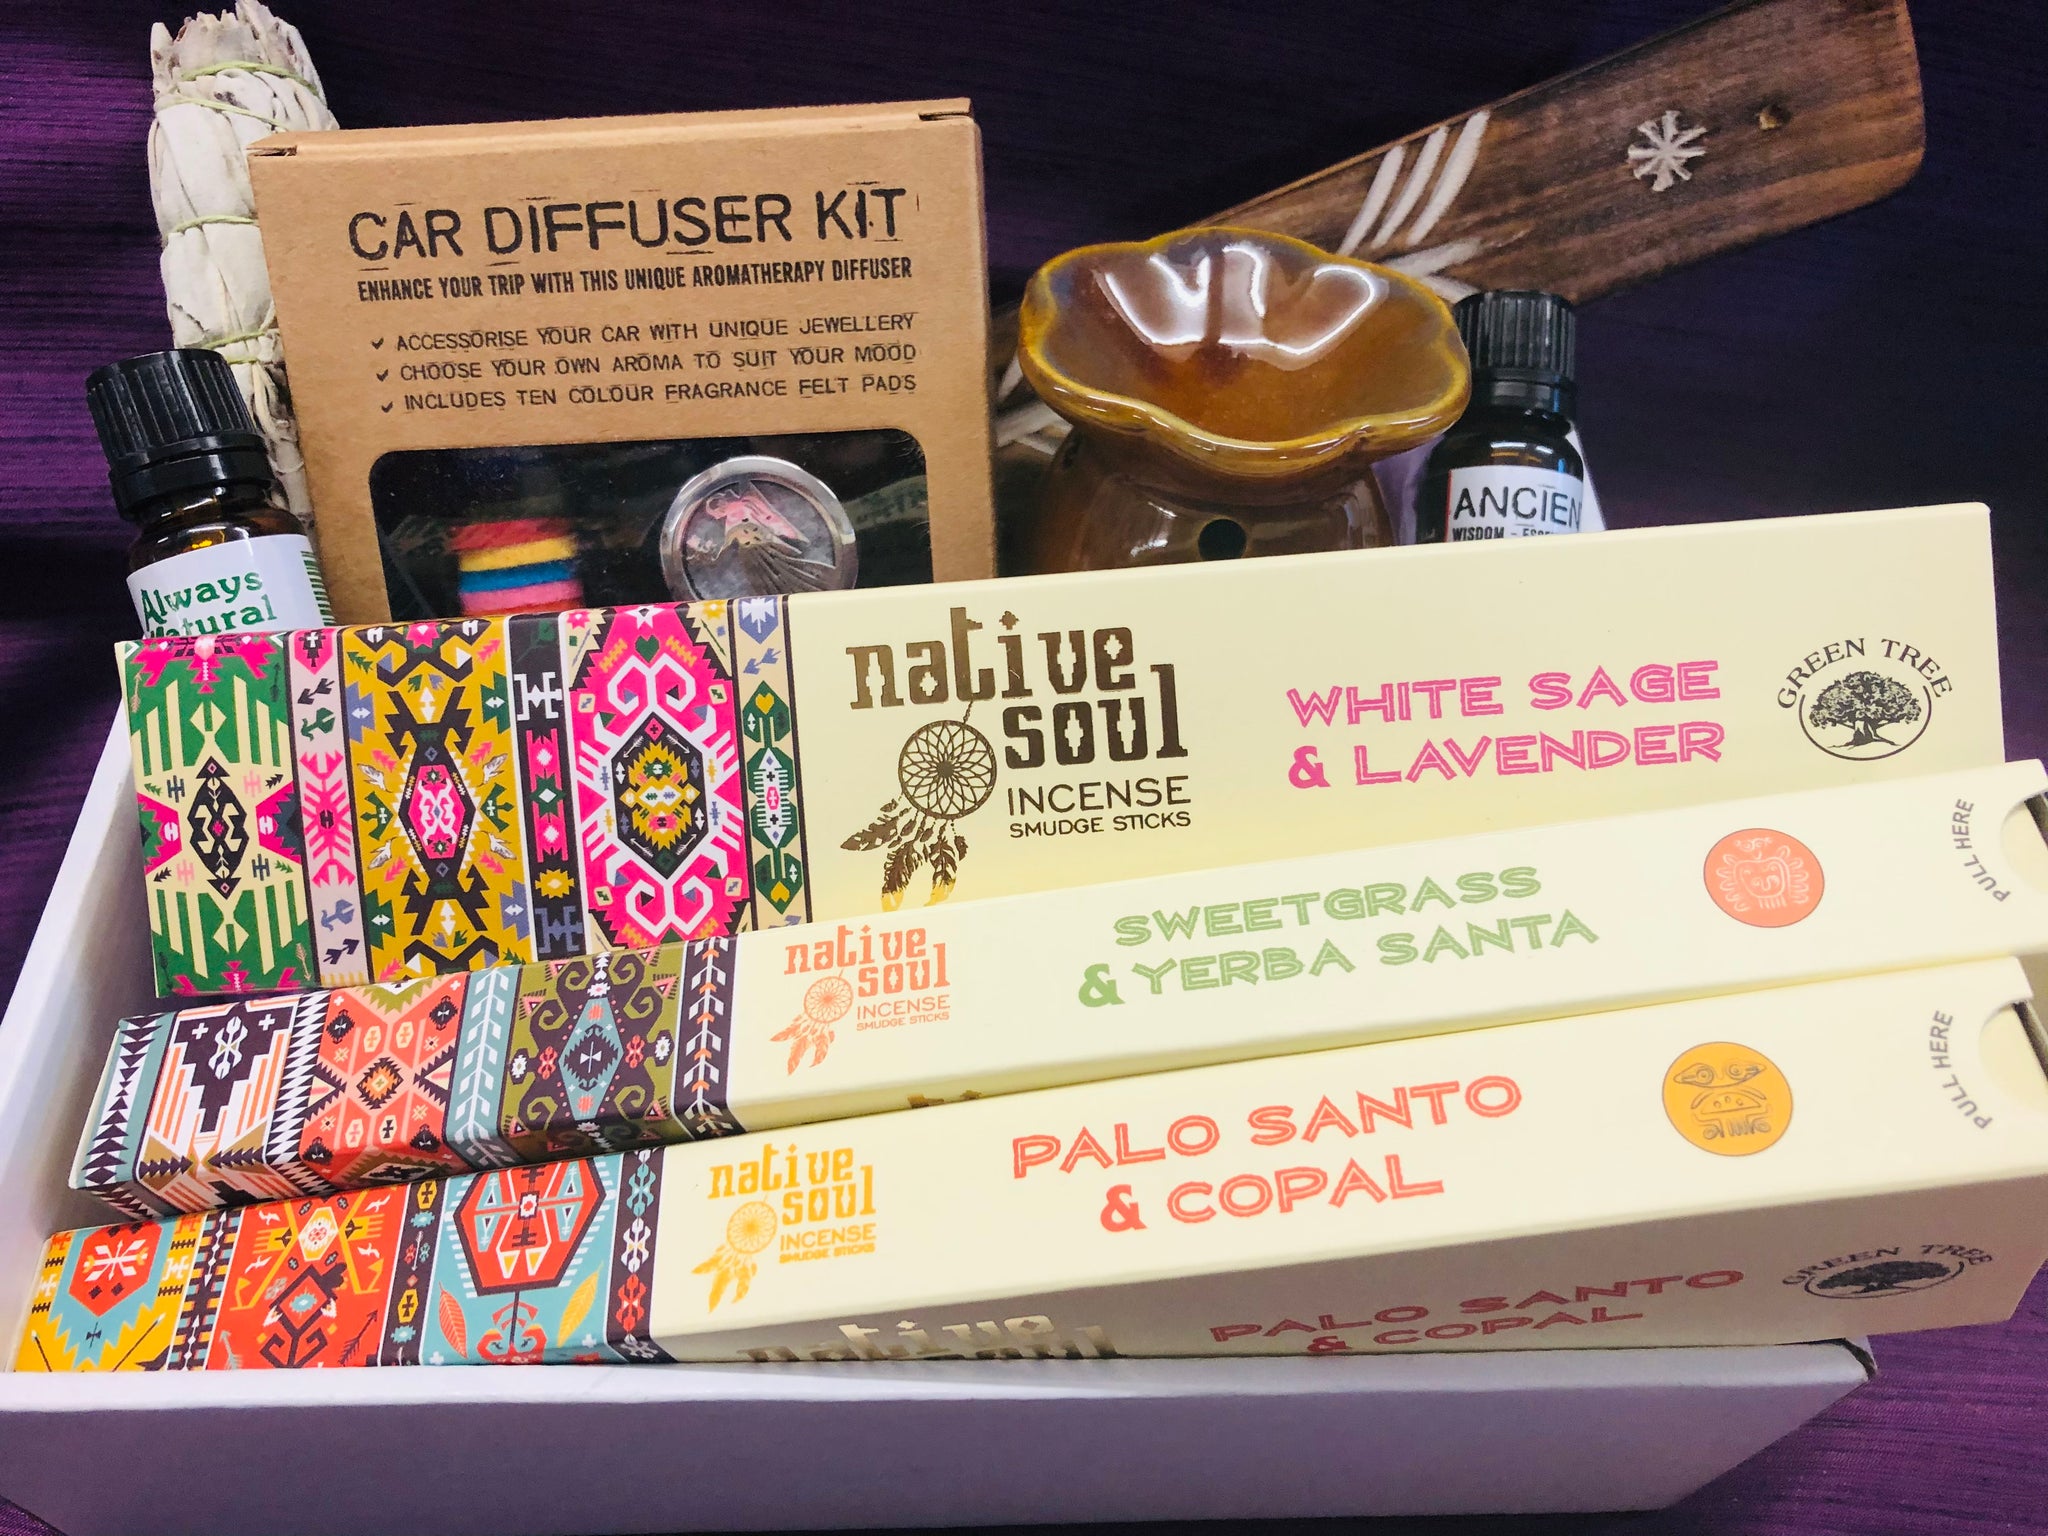 CAR DIFFUSER KIT
ENHANCE YOUR TRIP WITH THIS UNIQUE AROMATHERAPY DIFFUSER
ACCESSORISE YOUR CAR WITH UNIQUE JEWELLERY
CHOOSE YOUR OWN AROMA TO SUIT YOUR MOOD
INCLUDES TEN COLOUR FRAGRANCE FELT PADS
ANCIEN
WISDOM -
Always
Natural
native
soul
INCENSE
SMUDGE STICKS
WHITE SAGE
& LAVENDER
GREEN TREE
native
soul
INCENSE
SMUDGE STICKS
SWEETGRASS
& YERBA SANTA
PULL HERE
native
soul
INCENSE
SMUDGE STICKS
PALO SANTO
& COPAL
PULL HERE
native
soul
PALO SANTO
& COPAL
GREEN TREE